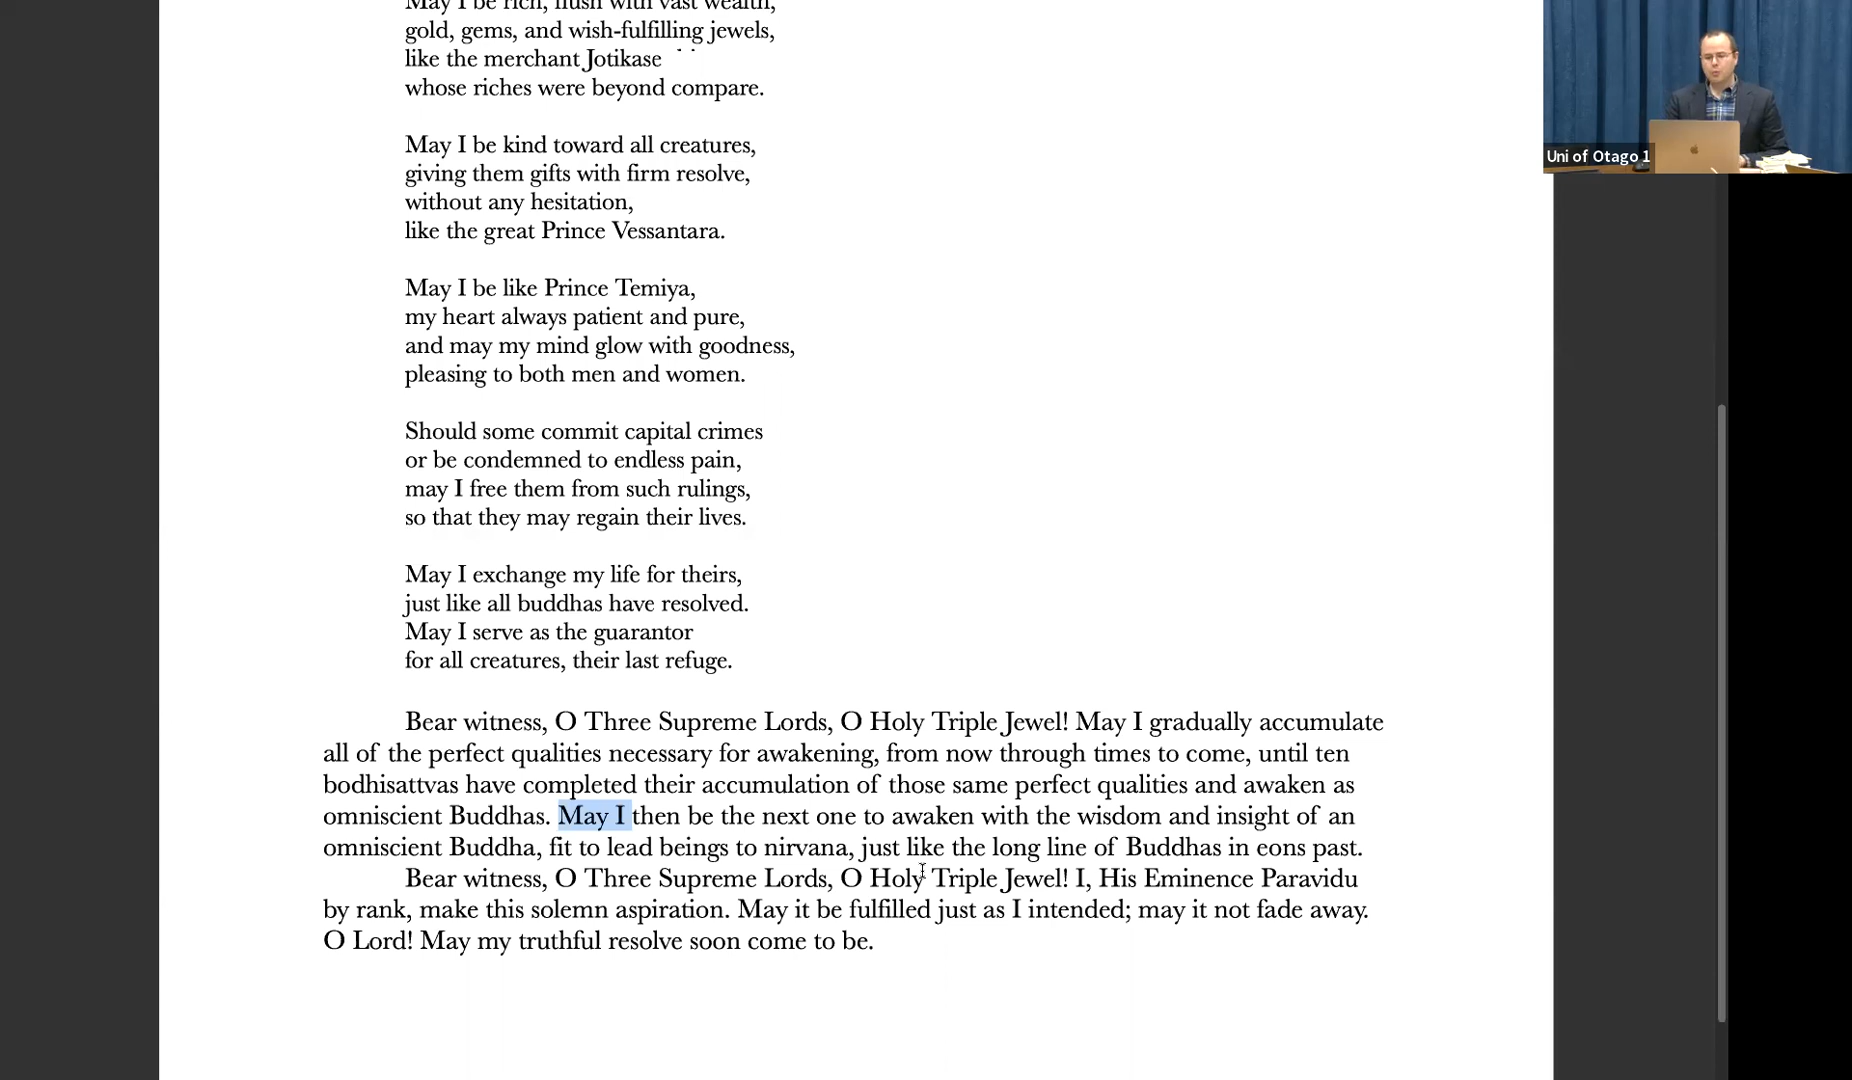 May I be rich, flush with vast wealth,
gold, gems, and wish-fulfilling jewels,
like the merchant Jotikase
whose riches were beyond compare.
May I be kind toward all creatures,
giving them gifts with firm resolve,
without any hesitation,
like the great Prince Vessantara.
May I be like Prince Temiya,
my heart always patient and pure,
and may my mind glow with goodness,
pleasing to both men and women.
Should some commit capital crimes
or be condemned to endless pain,
may I free them from such rulings,
so that they may regain their lives.
May I exchange my life for theirs,
just like all buddhas have resolved.
May I serve as the guarantor
for all creatures, their last refuge.
Bear witness, O Three Supreme Lords, O Holy Triple Jewel! May I gradually accumulate
all of the perfect qualities necessary for awakening, from now through times to come, until ten
bodhisattvas have completed their accumulation of those same perfect qualities and awaken as
omniscient Buddhas. May I then be the next one to awaken with the wisdom and insight of an
omniscient Buddha, fit to lead beings to nirvana, just like the long line of Buddhas in eons past.
Bear witness, O Three Supreme Lords, O Holy Triple Jewel! I, His Eminence Paravidu
by rank, make this solemn aspiration. May it be fulfilled just as I intended; may it not fade away.
O Lord! May my truthful resolve soon come to be.
Uni of Otago 1